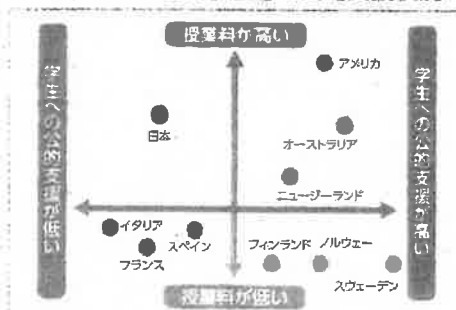 授業料が高い
学生への公的支援が低い
学生への公的支援が高い
アメリカ
日本
オーストラリア
ニュージーランド
イタリア
フランス
スペイン
フィンランド
ノルウェー
スウェーデン
授業料が低い